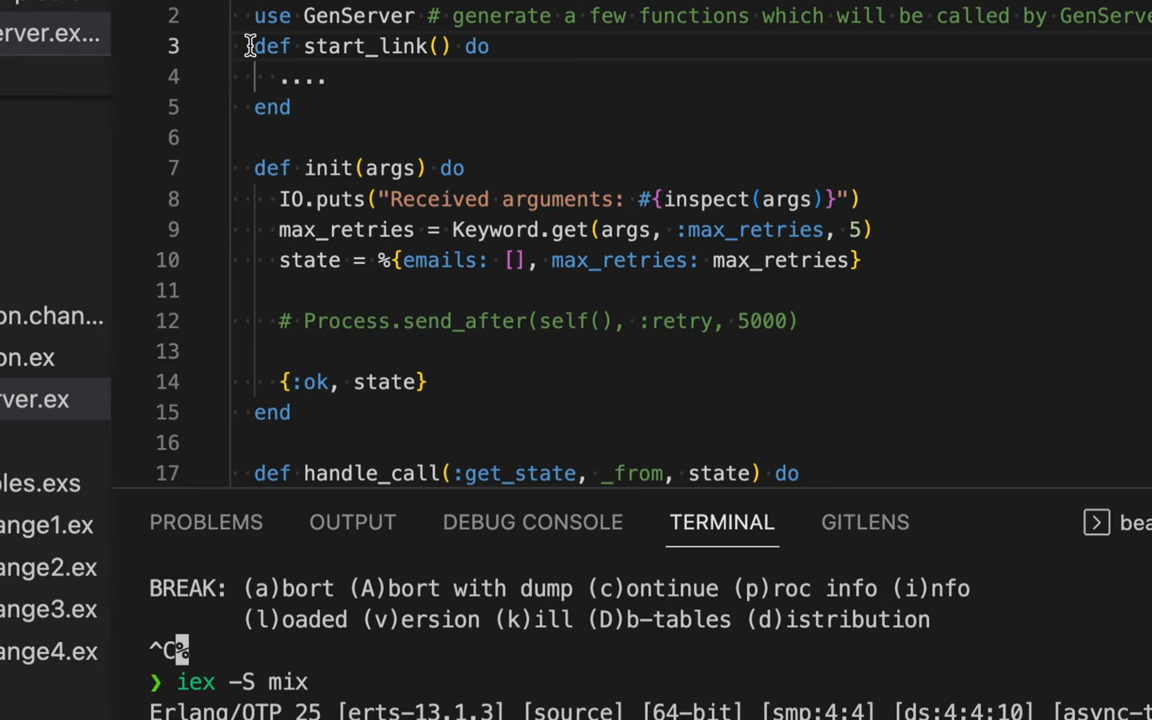 2 use GenServer # generate a few functions which will be called by GenServe
erver.ex...
3 def start_link() do
4 ....
5 end
6
7 def init(args) do
8 IO.puts("Received arguments: #{inspect(args)}")
9 max_retries = Keyword.get(args, :max_retries, 5)
10 state = %{emails: [], max_retries: max_retries}
11
on.chan...
12 # Process.send_after(self(), :retry, 5000)
13
on.ex
14 {:ok, state}
rver.ex
15 end
16
17 def handle_call(:get_state, _from, state) do
les.exs
ange1.ex
ange2.ex
ange3.ex
ange4.ex
PROBLEMS OUTPUT DEBUG CONSOLE TERMINAL GITLENS bea
BREAK: (a)bort (A)bort with dump (c)ontinue (p)roc info (i)nfo
(l)oaded (v)ersion (k)ill (D)b-tables (d)istribution
^C%
❯ iex -S mix
Erlang/OTP 25 [erts-13.1.3] [source] [64-bit] [smp:4:4] [ds:4:4:10] [async-t